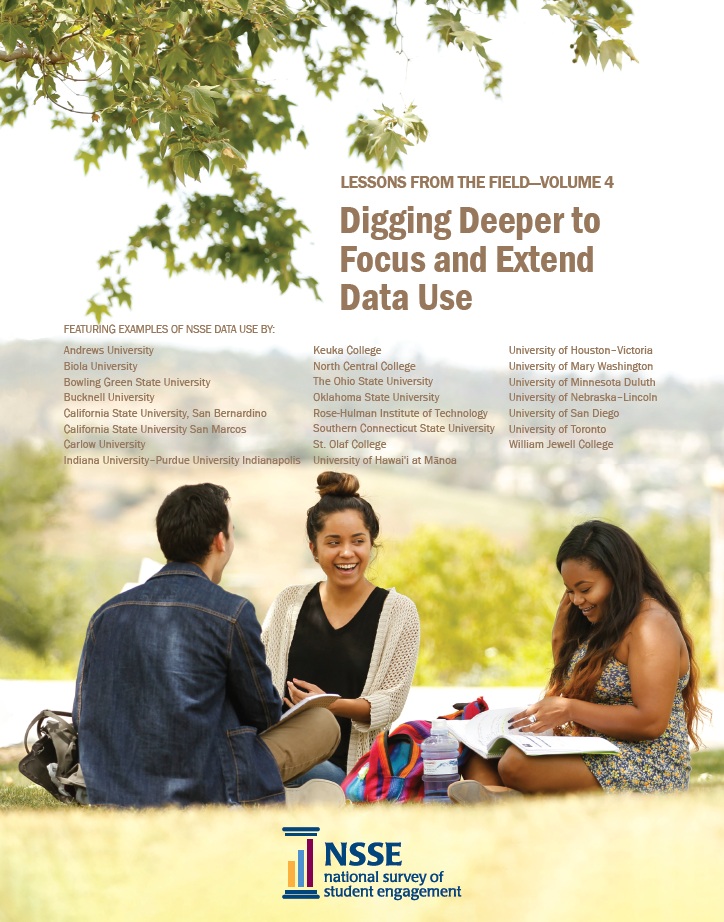 LESSONS FROM THE FIELD—VOLUME 4
Digging Deeper to
Focus and Extend
Data Use
FEATURING EXAMPLES OF NSSE DATA USE BY:
Andrews University
Biola University
Bowling Green State University
Bucknell University
California State University, San Bernardino
California State University San Marcos
Carlow University
Indiana University–Purdue University Indianapolis
Keuka College
North Central College
The Ohio State University
Oklahoma State University
Rose-Hulman Institute of Technology
Southern Connecticut State University
St. Olaf College
University of Hawai‘i at Mānoa
University of Houston–Victoria
University of Mary Washington
University of Minnesota Duluth
University of Nebraska–Lincoln
University of San Diego
University of Toronto
William Jewell College
NSSE
national survey of
student engagement